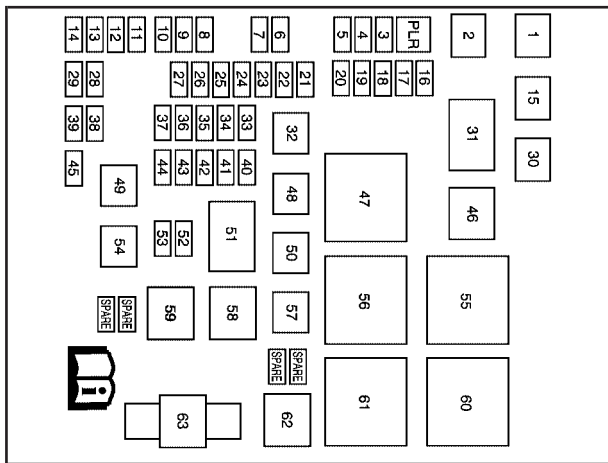 14 13 12 11 10 9 8 7 6 5 4 3 PLR 2 1
29 28 27 26 25 24 23 22 21 20 19 18 17 16 15
39 38 37 36 35 34 33 32 31 30
45 44 43 42 41 40
49 48 47 46
54 53 52 51 50
SPARE SPARE 59 58 57 56 55
SPARE SPARE
63 62 61 60
i